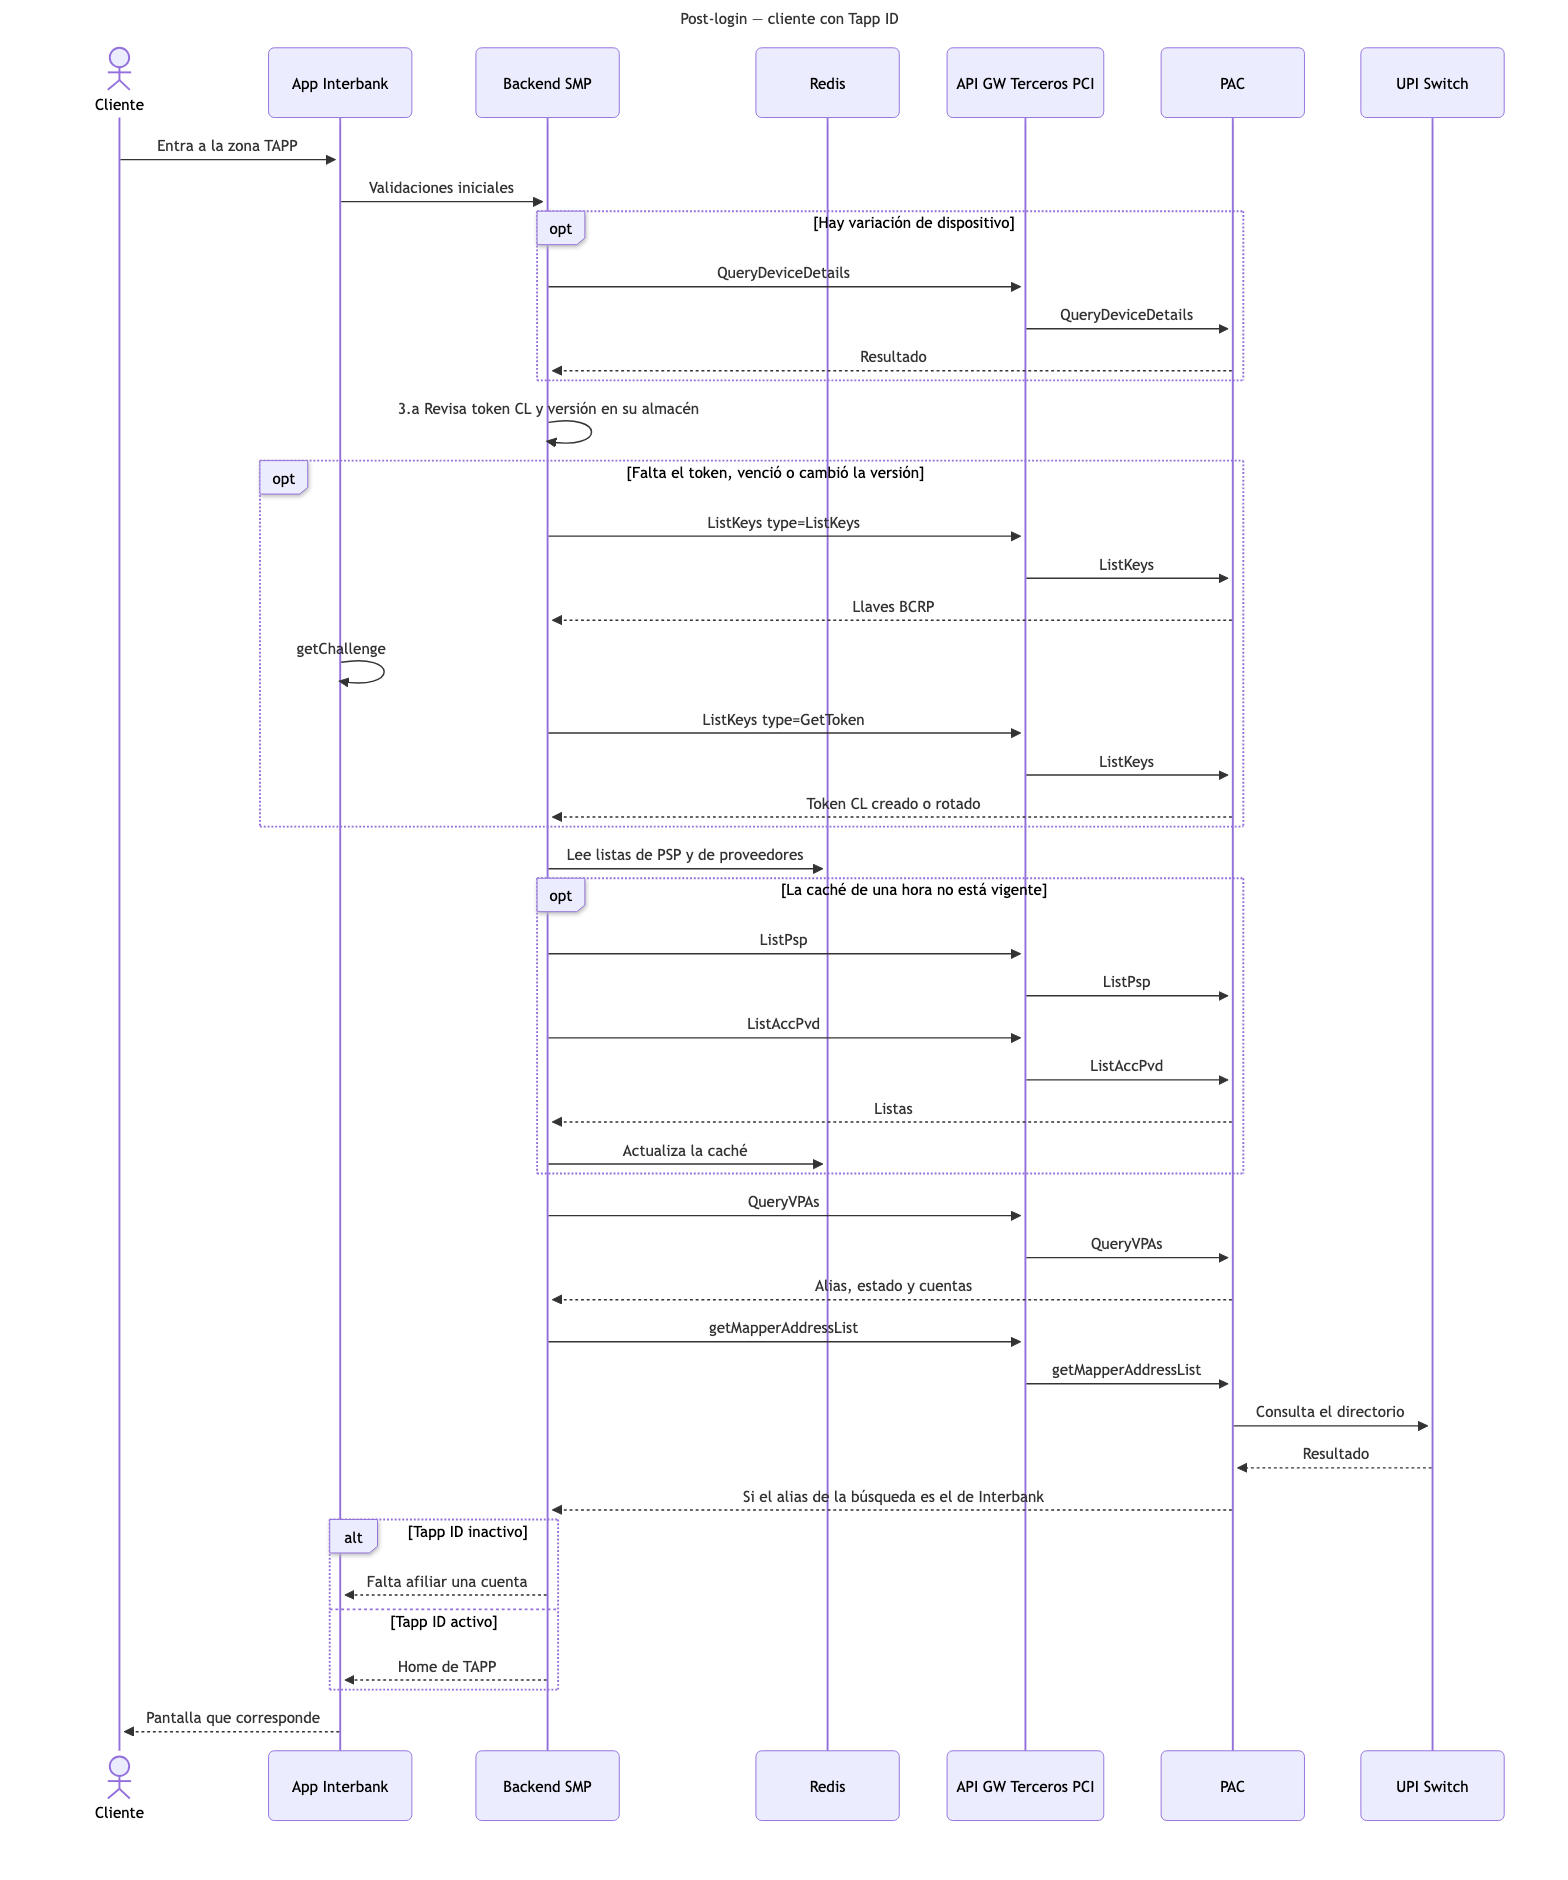 Post-login — cliente con Tapp ID
Cliente
App Interbank
Backend SMP
Redis
API GW Terceros PCI
PAC
UPI Switch
Entra a la zona TAPP
Validaciones iniciales
opt
[Hay variación de dispositivo]
QueryDeviceDetails
QueryDeviceDetails
Resultado
3.a Revisa token CL y versión en su almacén
opt
[Falta el token, venció o cambió la versión]
ListKeys type=ListKeys
ListKeys
Llaves BCRP
getChallenge
ListKeys type=GetToken
ListKeys
Token CL creado o rotado
Lee listas de PSP y de proveedores
opt
[La caché de una hora no está vigente]
ListPsp
ListPsp
ListAccPvd
ListAccPvd
Listas
Actualiza la caché
QueryVPAs
QueryVPAs
Alias, estado y cuentas
getMapperAddressList
getMapperAddressList
Consulta el directorio
Resultado
Si el alias de la búsqueda es el de Interbank
alt
[Tapp ID inactivo]
Falta afiliar una cuenta
[Tapp ID activo]
Home de TAPP
Pantalla que corresponde
Cliente
App Interbank
Backend SMP
Redis
API GW Terceros PCI
PAC
UPI Switch